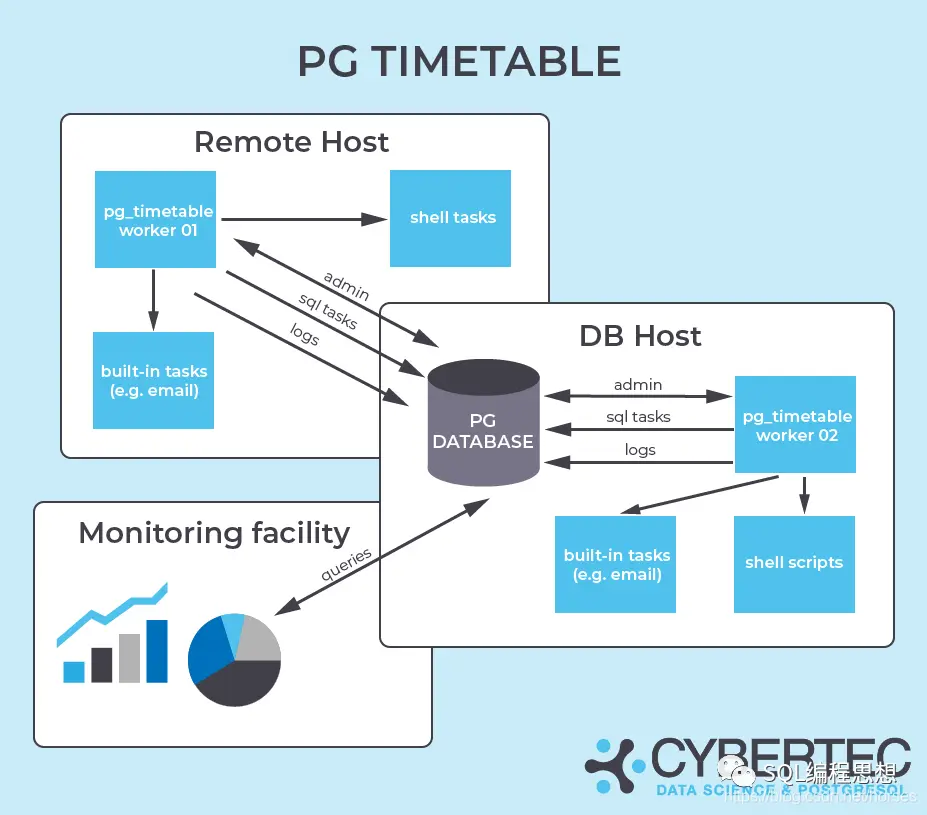 PG TIMETABLE
Remote Host
pg_timetable
worker 01
shell tasks
admin
sql tasks
logs
built-in tasks
(e.g. email)
DB Host
PG
DATABASE
admin
sql tasks
logs
pg_timetable
worker 02
built-in tasks
(e.g. email)
shell scripts
Monitoring facility
queries
CYBERTEC
DATA SCIENCE & POSTGRESQL
SQL编程思想
https://blog.csdn.net/horses